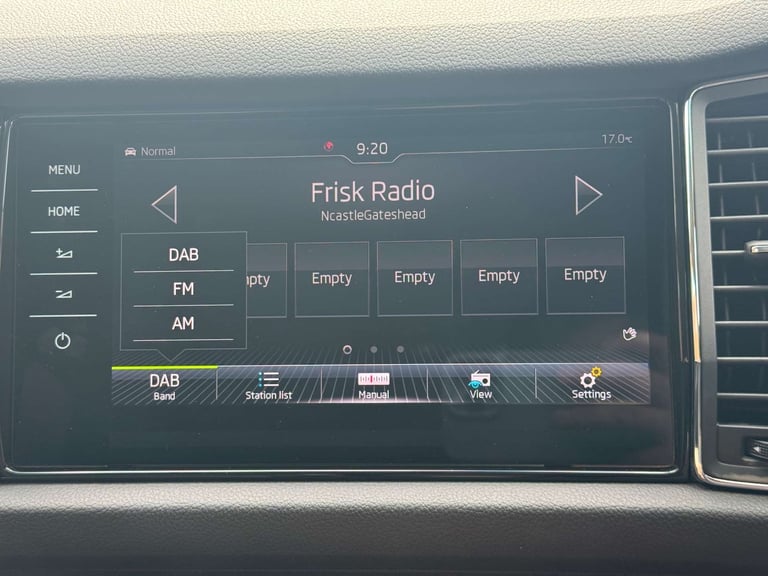 MENU
HOME
Normal
9:20
17.0°C
Frisk Radio
NcastleGateshead
DAB
FM
AM
pty
Empty
Empty
Empty
Empty
DAB
Band
Station list
Manual
View
Settings